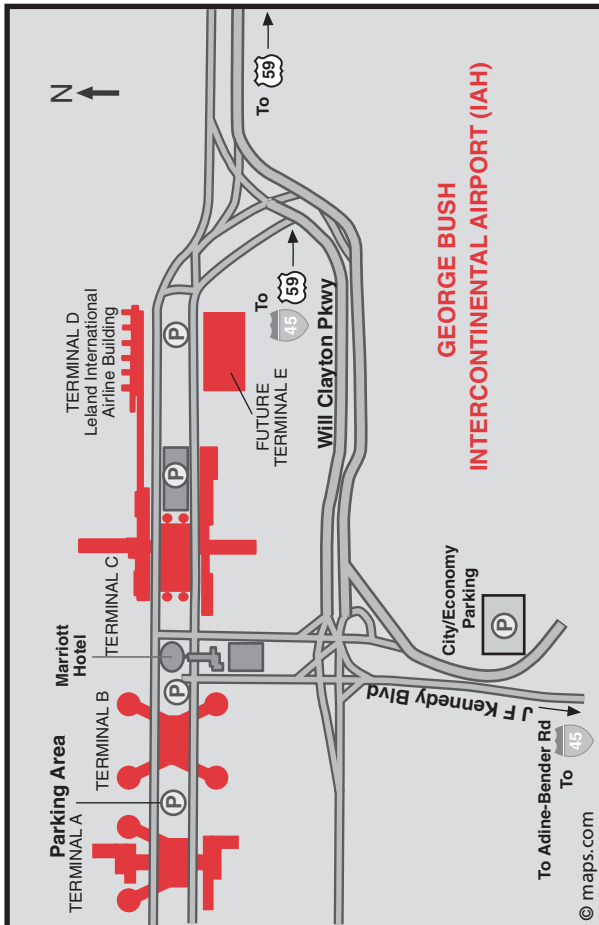 N
TERMINAL D
Leland International
Airline Building
To 59
P
P
FUTURE
TERMINAL E
To
45 59
Will Clayton Pkwy
GEORGE BUSH
INTERCONTINENTAL AIRPORT (IAH)
TERMINAL C
Marriott
Hotel
P
TERMINAL B
Parking Area
TERMINAL A
P
City/Economy
Parking
P
J F Kennedy Blvd
To Adine-Bender Rd
To 45
© maps.com